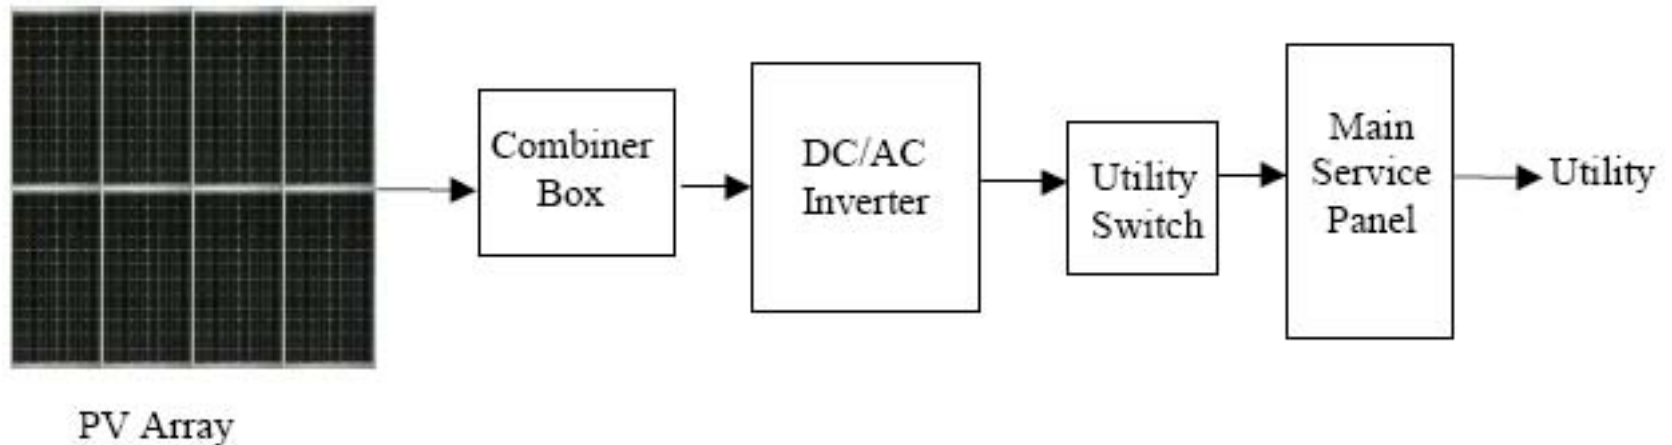 PV Array
Combiner
Box
DC/AC
Inverter
Utility
Switch
Main
Service
Panel
Utility